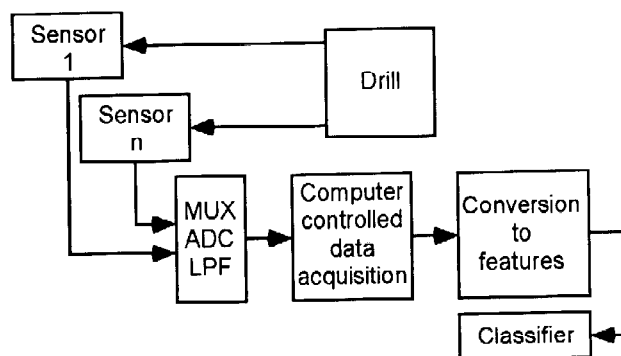 Sensor
1
Drill
Sensor
n
MUX
ADC
LPF
Computer
controlled
data
acquisition
Conversion
to
features
Classifier